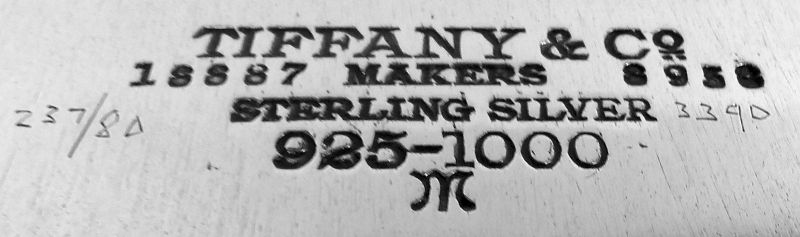 TIFFANY & Co
18887 MAKERS 8958
237/80 STERLING SILVER 3390
925-1000
M